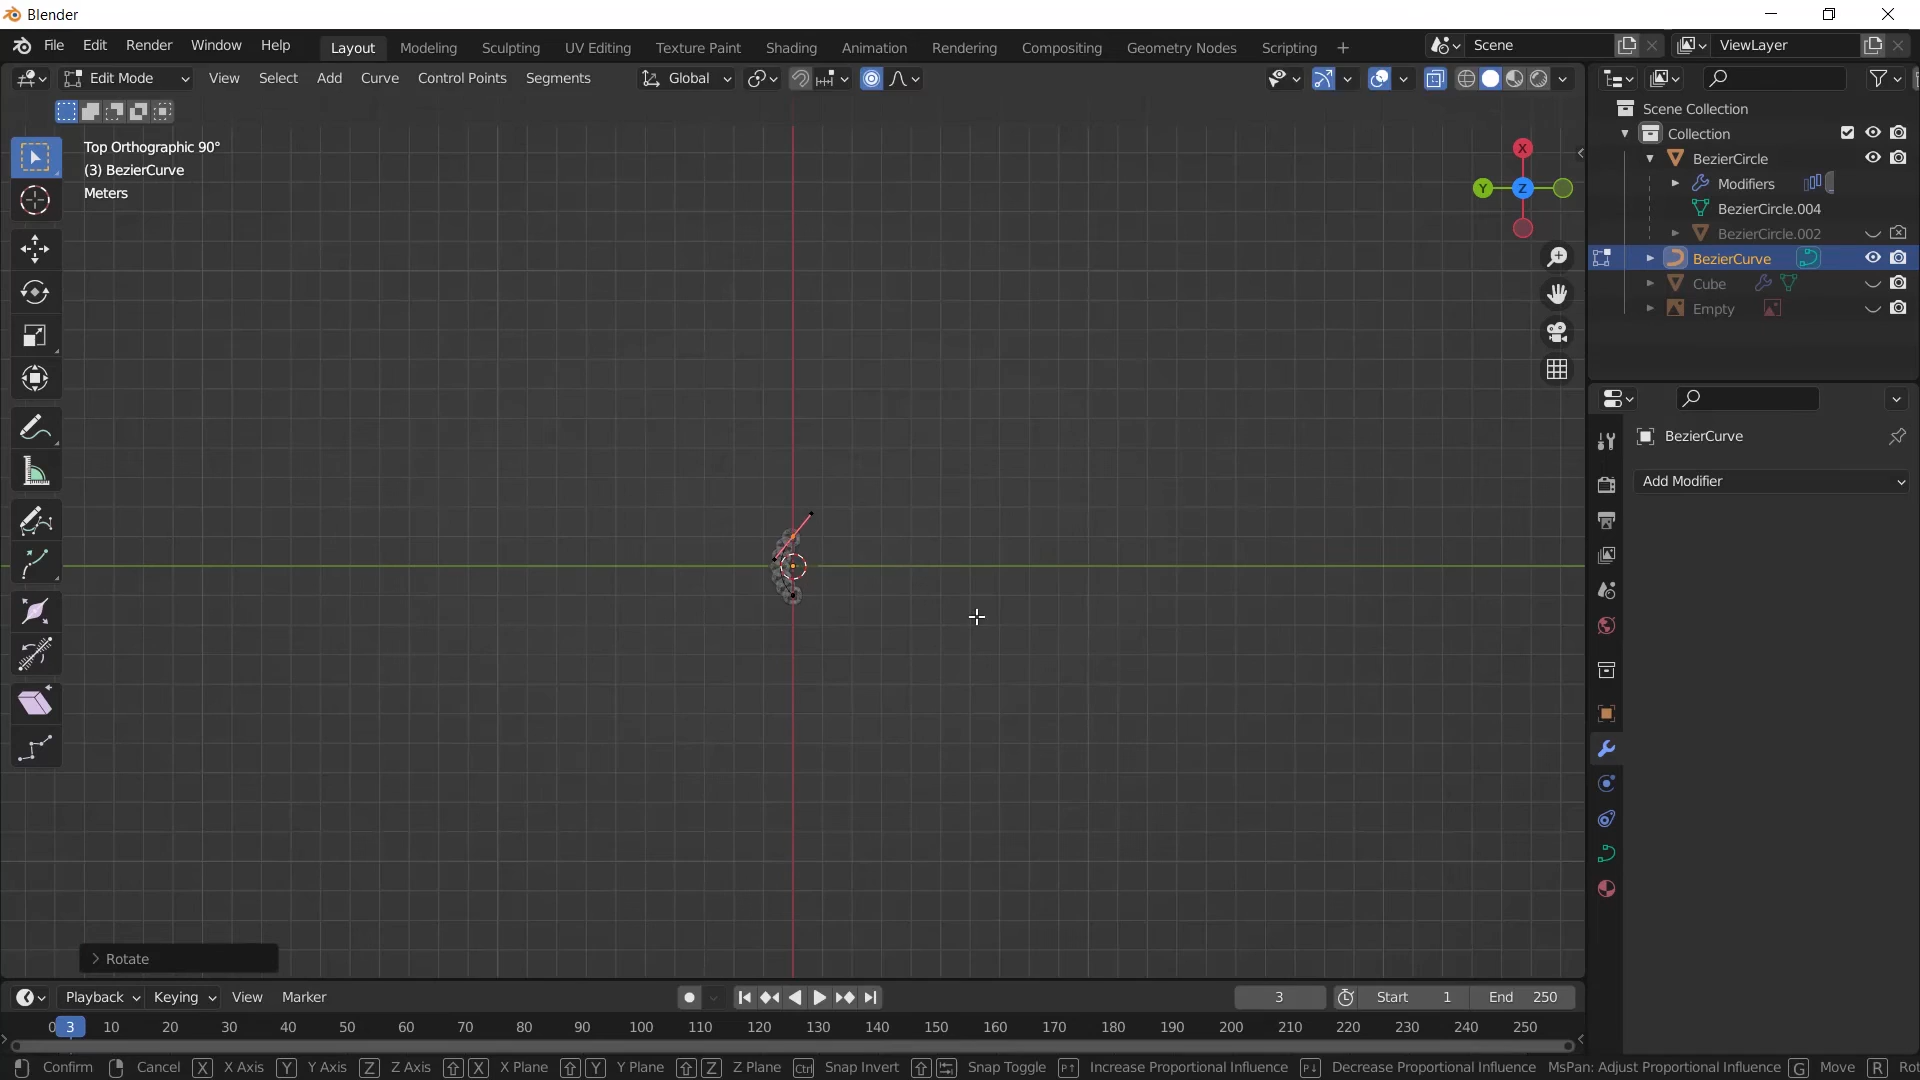 Blender
File Edit Render Window Help
Layout Modeling Sculpting UV Editing Texture Paint Shading Animation Rendering Compositing Geometry Nodes Scripting +
Scene
ViewLayer
Edit Mode View Select Add Curve Control Points Segments
Global
Top Orthographic 90°
(3) BezierCurve
Meters
X
Y
Z
Scene Collection
Collection
BezierCircle
Modifiers
BezierCircle.004
BezierCircle.002
BezierCurve
Cube
Empty
BezierCurve
Add Modifier
Rotate
Playback Keying View Marker
3
Start 1 End 250
0 3 10 20 30 40 50 60 70 80 90 100 110 120 130 140 150 160 170 180 190 200 210 220 230 240 250
Confirm Cancel X X Axis Y Y Axis Z Z Axis X X Plane Y Y Plane Z Z Plane Ctrl Snap Invert Snap Toggle Increase Proportional Influence Decrease Proportional Influence MsPan: Adjust Proportional Influence G Move R